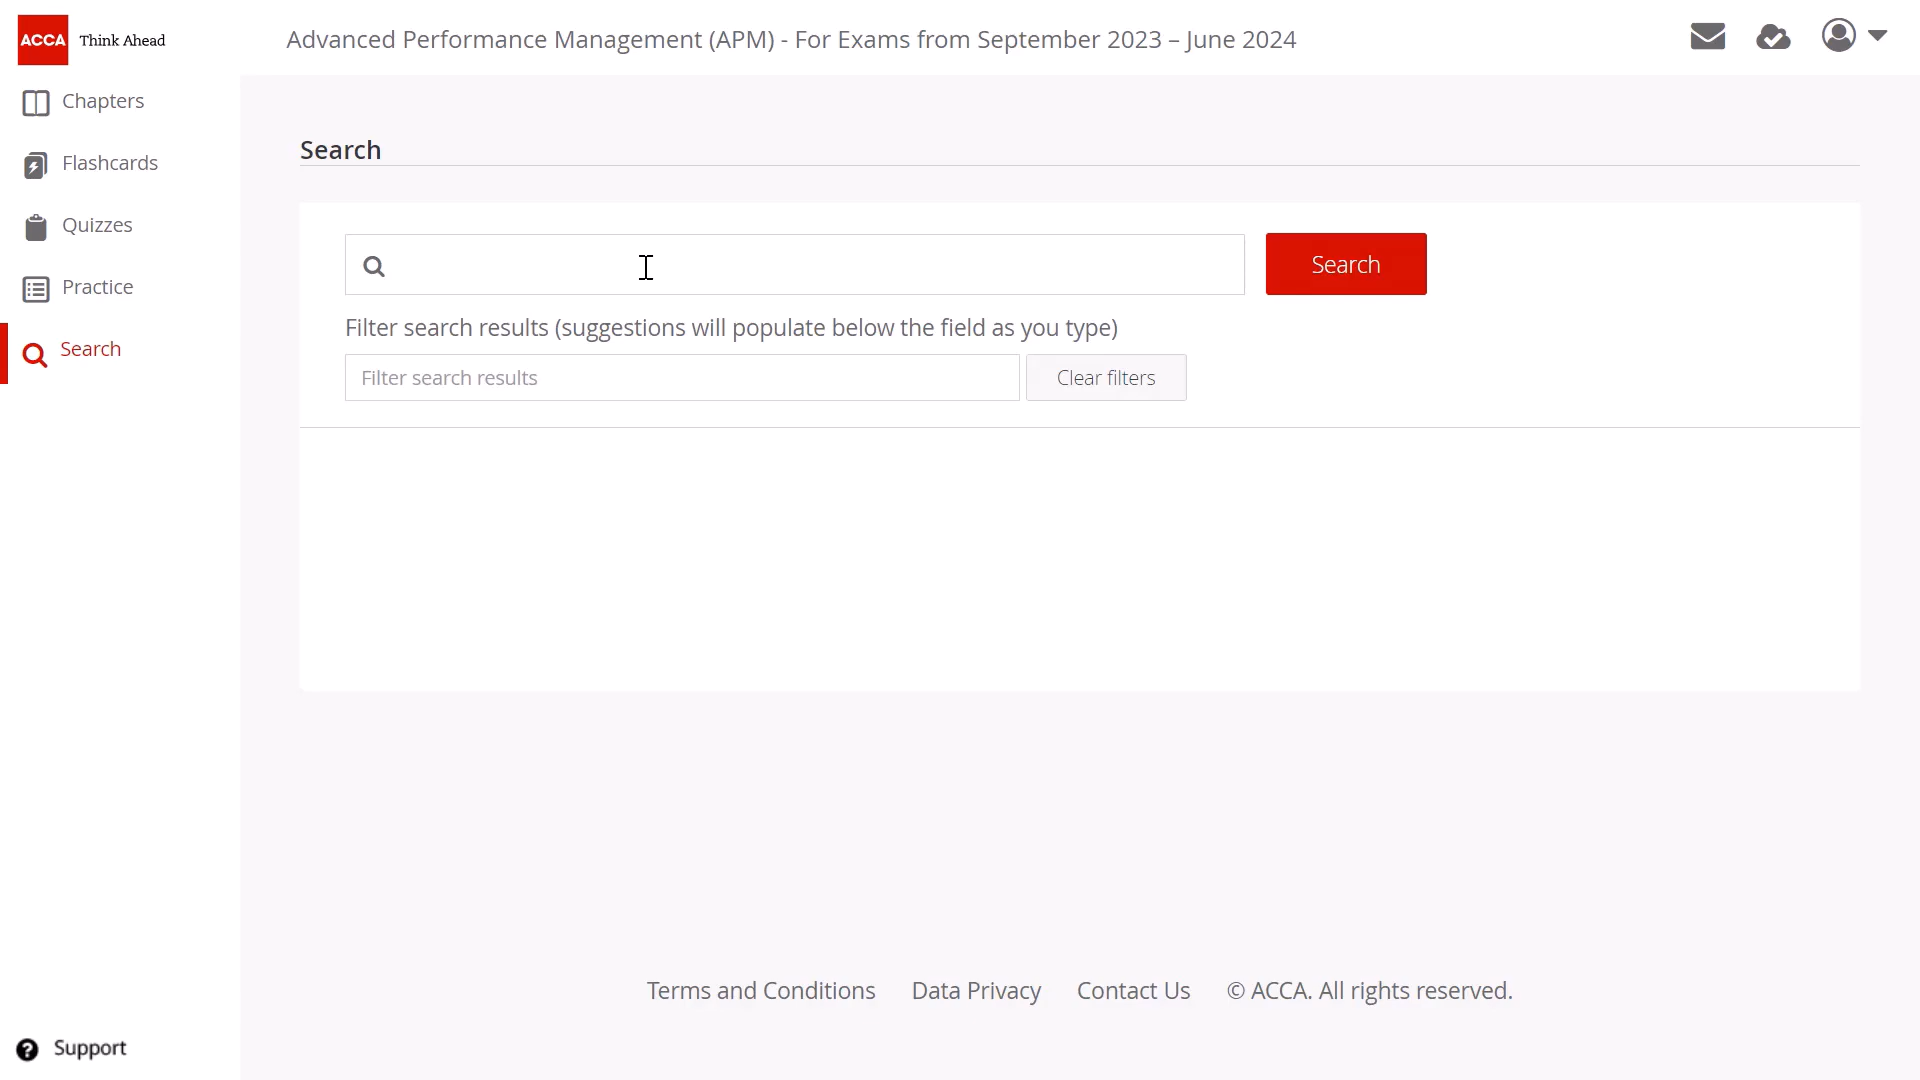 ACCA Think Ahead
Advanced Performance Management (APM) - For Exams from September 2023 – June 2024
Chapters
Flashcards
Quizzes
Practice
Search
Search
Search
Filter search results (suggestions will populate below the field as you type)
Filter search results
Clear filters
Terms and Conditions Data Privacy Contact Us © ACCA. All rights reserved.
Support